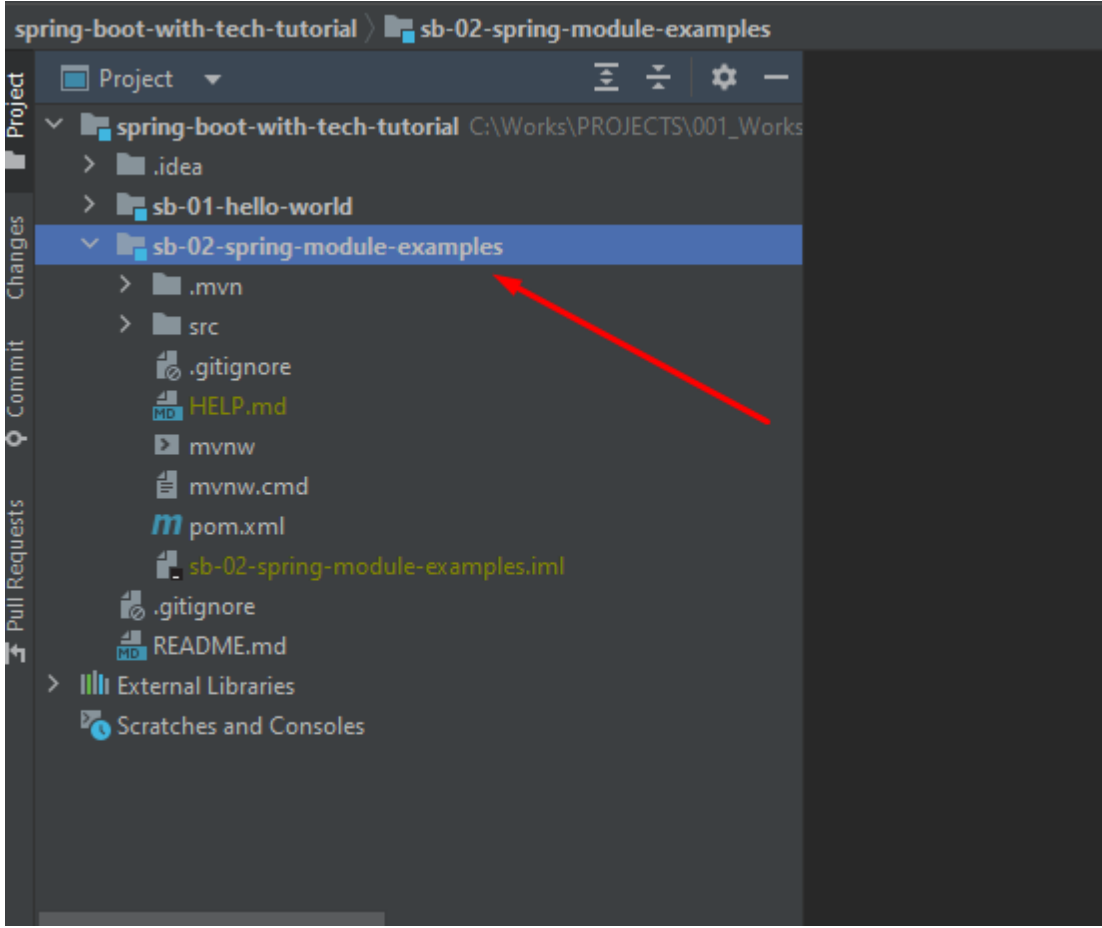 spring-boot-with-tech-tutorial sb-02-spring-module-examples
Project
Project
Changes
Commit
Pull Requests
spring-boot-with-tech-tutorial C:\Works\PROJECTS\001_Works
.idea
sb-01-hello-world
sb-02-spring-module-examples
.mvn
src
.gitignore
MD HELP.md
mvnw
mvnw.cmd
m pom.xml
sb-02-spring-module-examples.iml
.gitignore
MD README.md
External Libraries
Scratches and Consoles